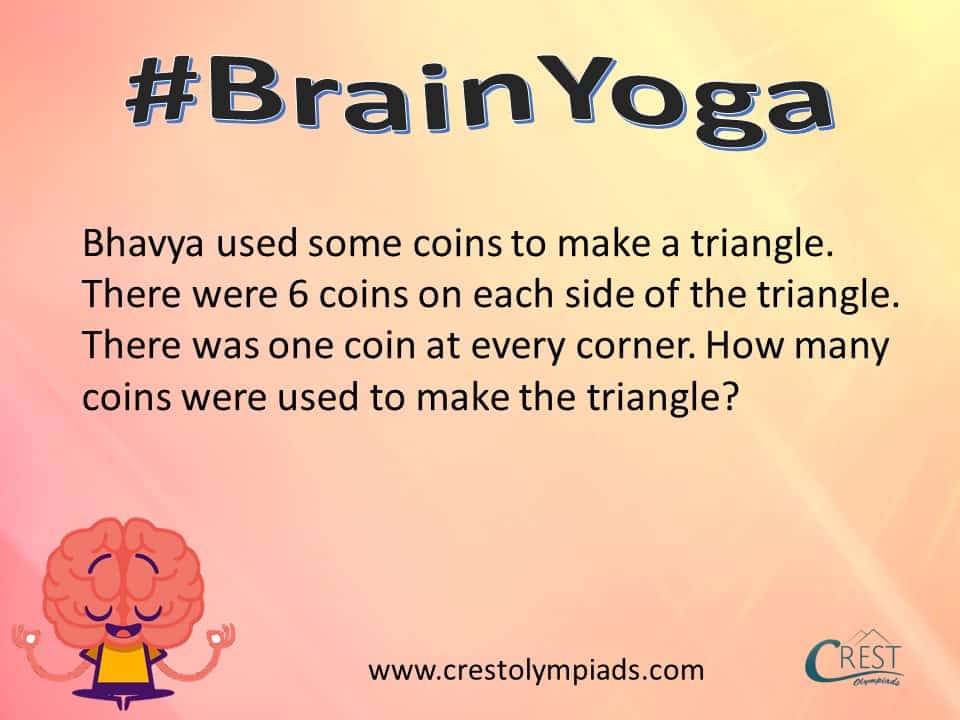 #BrainYoga
Bhavya used some coins to make a triangle.
There were 6 coins on each side of the triangle.
There was one coin at every corner. How many
coins were used to make the triangle?
www.crestolympiads.com
CREST
Olympiads